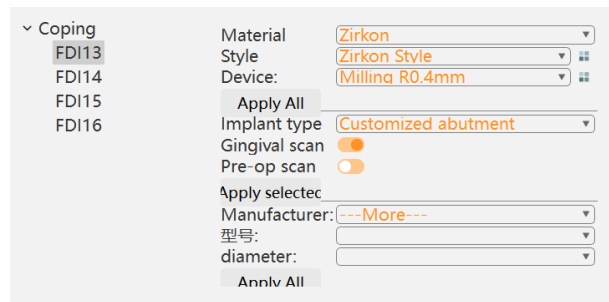 Coping
FDI13
FDI14
FDI15
FDI16
Material Zirkon
Style Zirkon Style
Device: Milling R0.4mm
Apply All
Implant type Customized abutment
Gingival scan
Pre-op scan
Apply selected
Manufacturer: ---More---
型号:
diameter:
Apply All